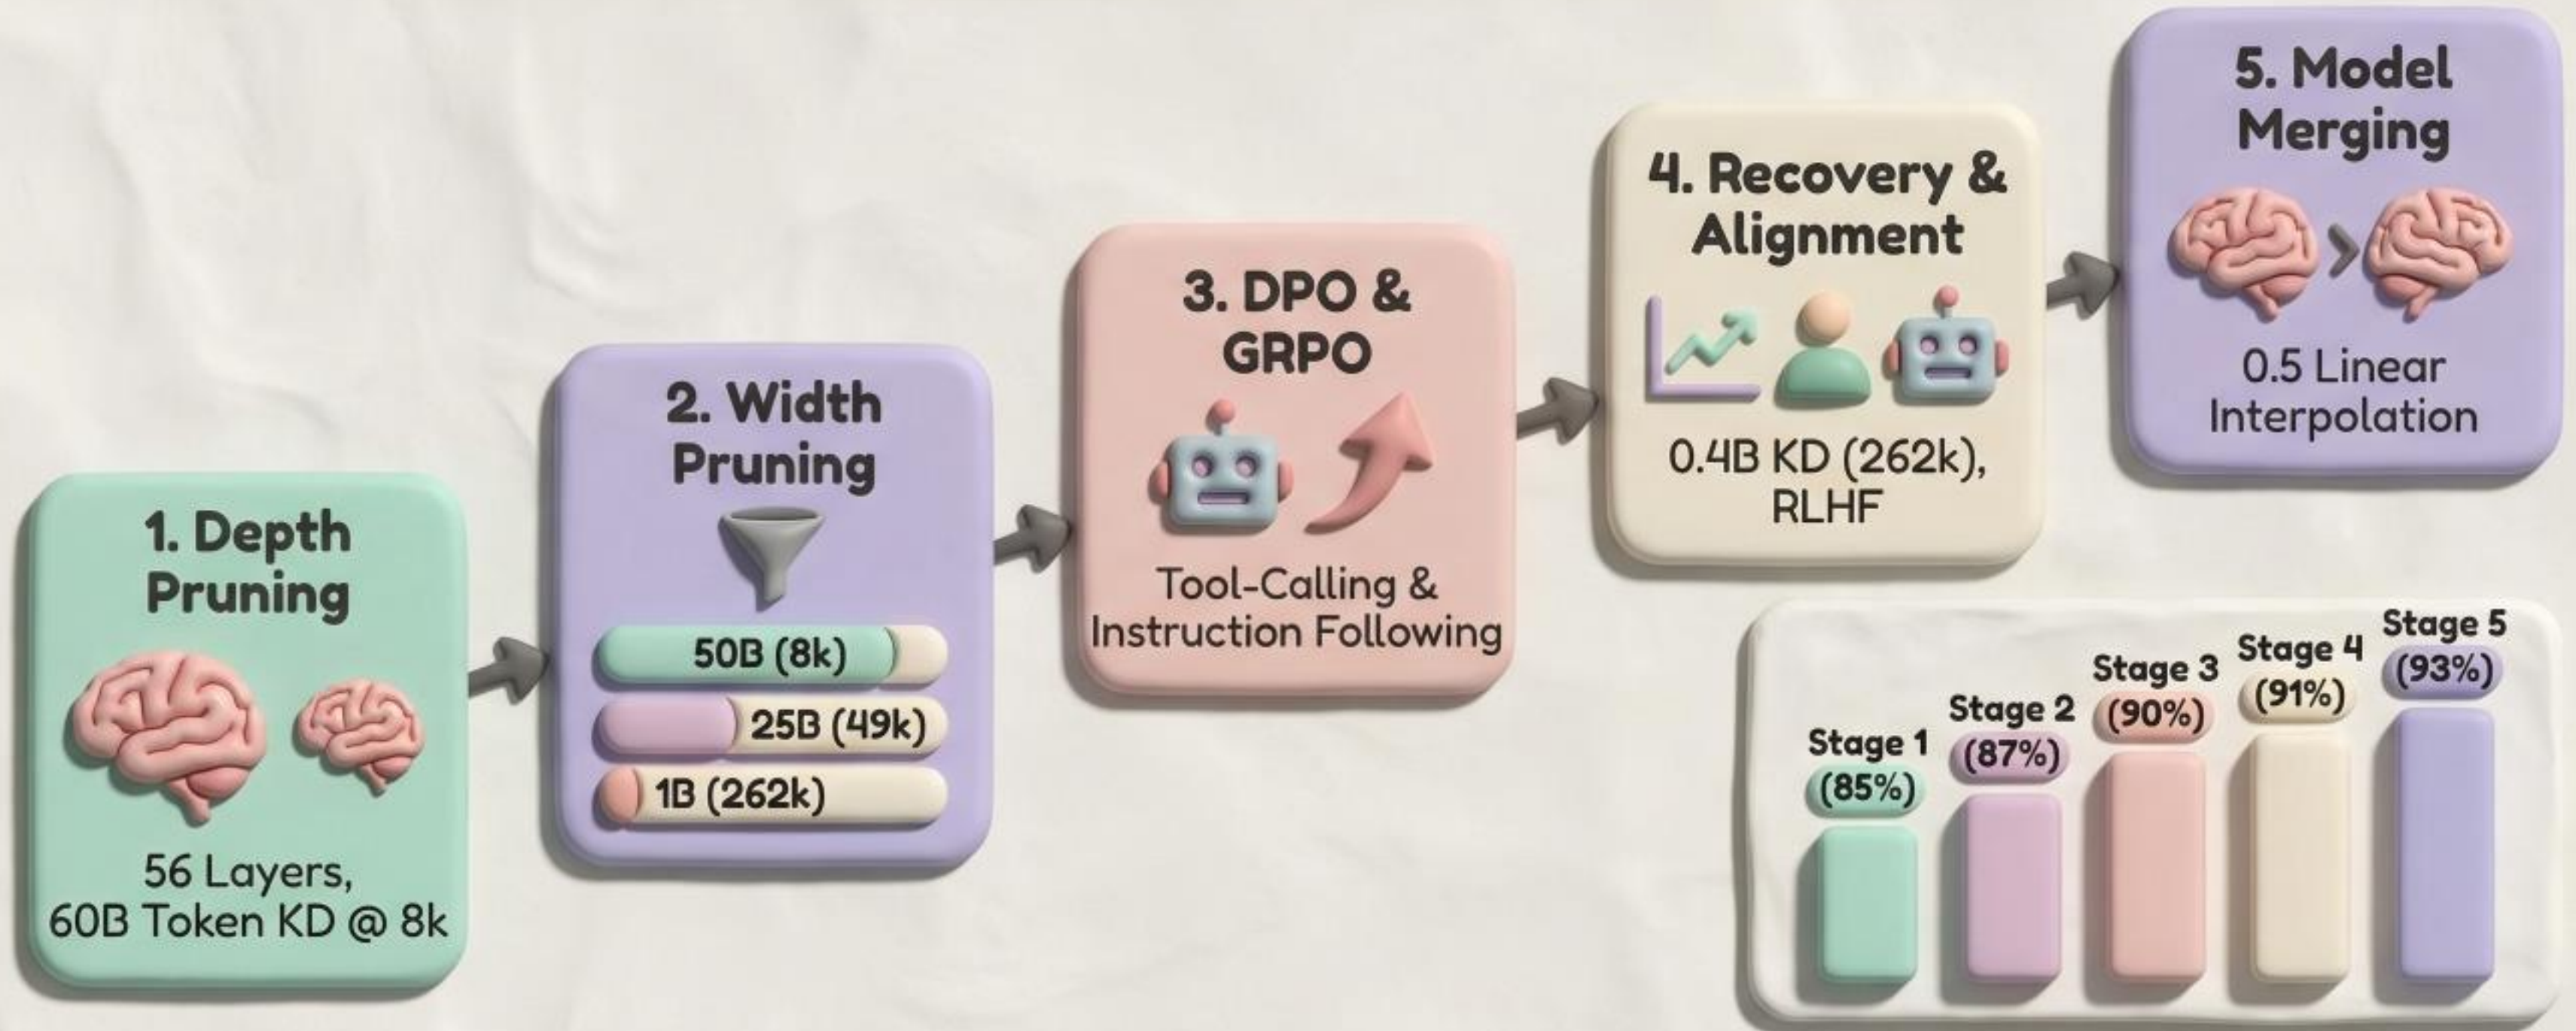 1. Depth
Pruning
56 Layers,
60B Token KD @ 8k
2. Width
Pruning
50B (8k)
25B (49k)
1B (262k)
3. DPO &
GRPO
Tool-Calling &
Instruction Following
4. Recovery &
Alignment
0.4B KD (262k),
RLHF
5. Model
Merging
0.5 Linear
Interpolation
Stage 1
(85%)
Stage 2
(87%)
Stage 3
(90%)
Stage 4
(91%)
Stage 5
(93%)